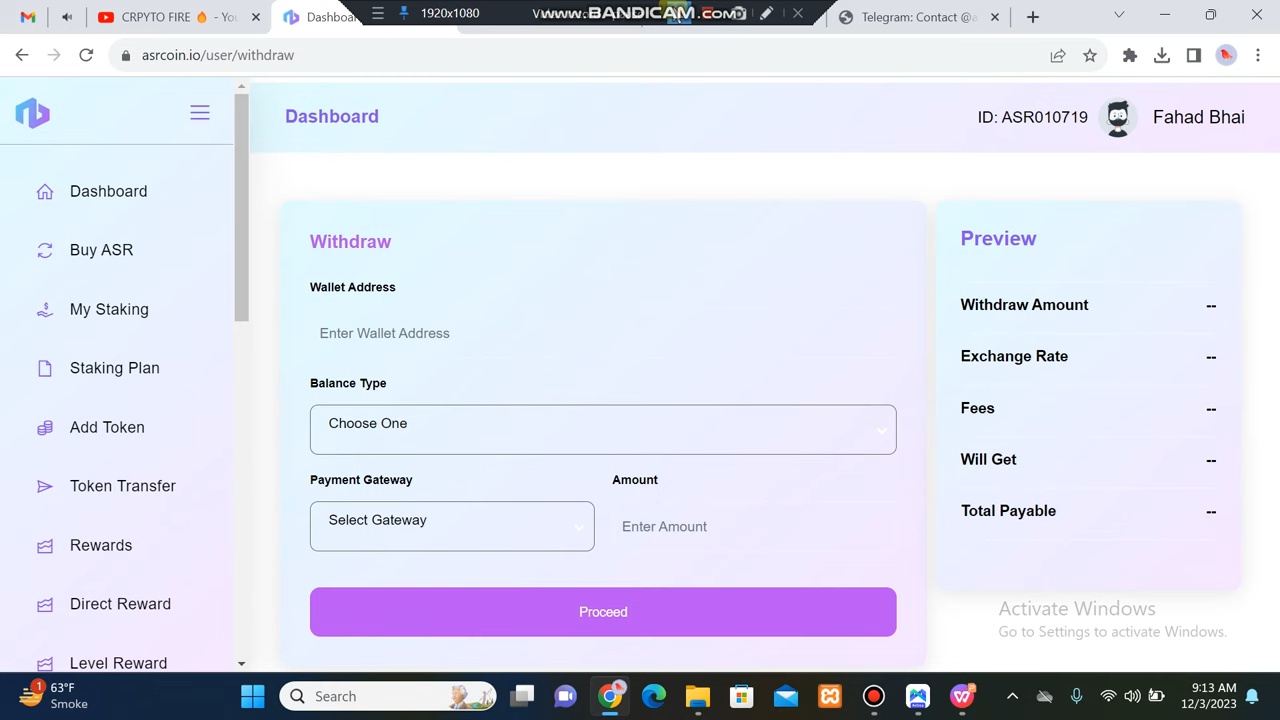 CRPTO TO FIRE
Dashboa
1920x1080
www.BANDICAM.com
Telegram: Contact @a
asrcoin.io/user/withdraw
Dashboard
ID: ASR010719
Fahad Bhai
Dashboard
Buy ASR
My Staking
Staking Plan
Add Token
Token Transfer
Rewards
Direct Reward
Level Reward
Withdraw
Wallet Address
Enter Wallet Address
Balance Type
Choose One
Payment Gateway
Amount
Select Gateway
Enter Amount
Proceed
Preview
Withdraw Amount --
Exchange Rate --
Fees --
Will Get --
Total Payable --
Activate Windows
Go to Settings to activate Windows.
1
63°F
Smoke
Search
9:13 AM
12/3/2023